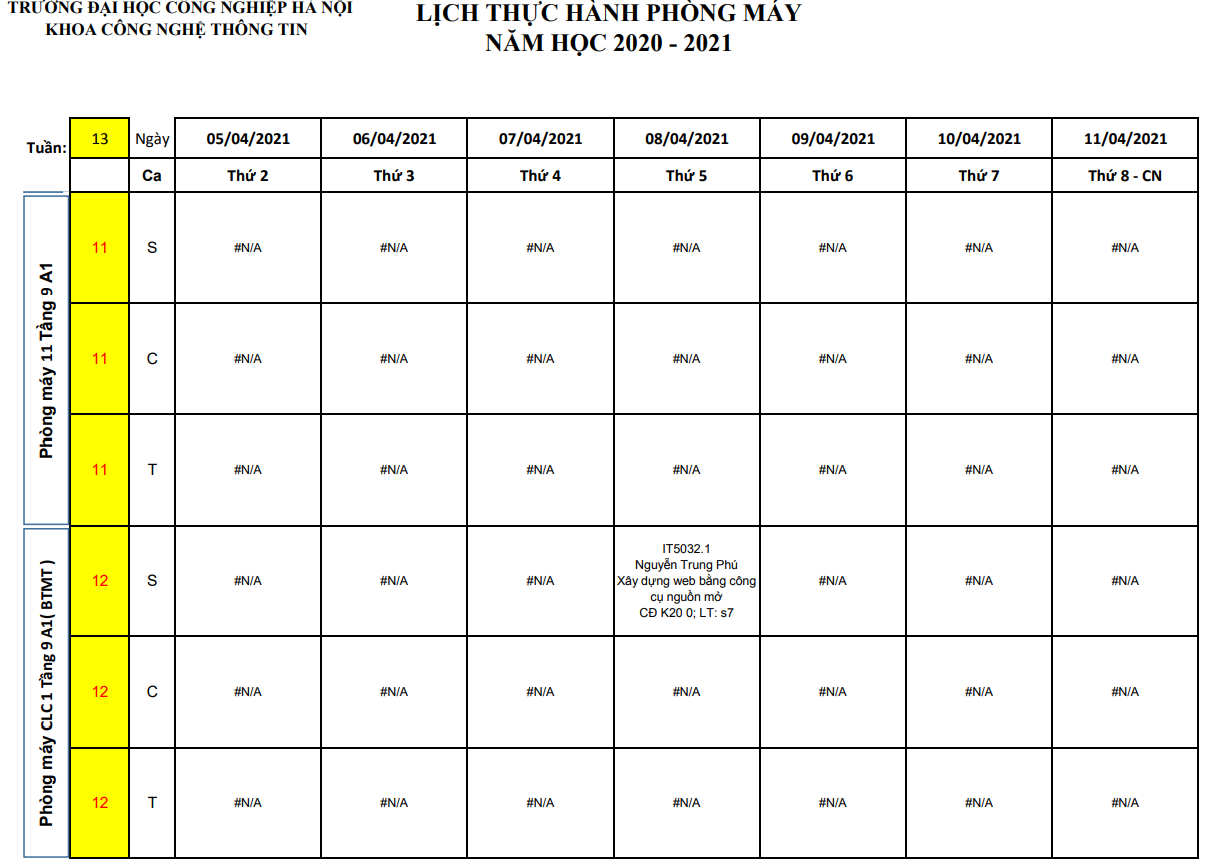 TRƯỜNG ĐẠI HỌC CÔNG NGHIỆP HÀ NỘI
KHOA CÔNG NGHỆ THÔNG TIN
LỊCH THỰC HÀNH PHÒNG MÁY
NĂM HỌC 2020 - 2021
Tuần: 13 Ngày 05/04/2021 06/04/2021 07/04/2021 08/04/2021 09/04/2021 10/04/2021 11/04/2021
Ca Thứ 2 Thứ 3 Thứ 4 Thứ 5 Thứ 6 Thứ 7 Thứ 8 - CN
Phòng máy 11 Tầng 9 A1
11 S #N/A #N/A #N/A #N/A #N/A #N/A #N/A
11 C #N/A #N/A #N/A #N/A #N/A #N/A #N/A
11 T #N/A #N/A #N/A #N/A #N/A #N/A #N/A
Phòng máy CLC 1 Tầng 9 A1( BTMT )
12 S #N/A #N/A #N/A
IT5032.1
Nguyễn Trung Phú
Xây dựng web bằng công
cụ nguồn mở
CĐ K20 0; LT: s7
#N/A #N/A #N/A
12 C #N/A #N/A #N/A #N/A #N/A #N/A #N/A
12 T #N/A #N/A #N/A #N/A #N/A #N/A #N/A